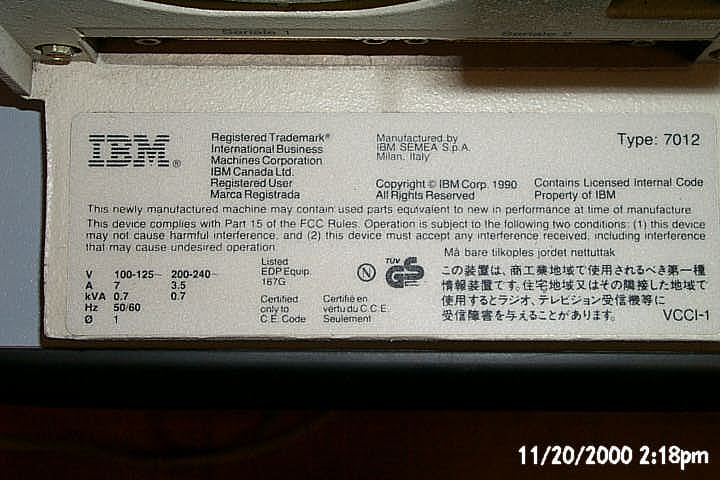 Seriale 1
Seriale 2
IBM®
Registered Trademark®
International Business
Machines Corporation
IBM Canada Ltd.
Registered User
Marca Registrada
Manufactured by
IBM SEMEA S.p.A.
Milan, Italy
Type: 7012
Copyright © IBM Corp. 1990
All Rights Reserved
Contains Licensed Internal Code
Property of IBM
This newly manufactured machine may contain used parts equivalent to new in performance at time of manufacture
This device complies with Part 15 of the FCC Rules. Operation is subject to the following two conditions: (1) this device
may not cause harmful interference, and (2) this device must accept any interference received, including interference
that may cause undesired operation.
V 100-125~ 200-240~
A 7 3.5
kVA 0.7 0.7
Hz 50/60
Ø 1
Listed
EDP Equip.
167G
Certified
only to
C.E. Code
Certifié en
vertu du C.C.E.
Seulement
N
TÜV
GS
Må bare tilkoples jordet nettuttak
この装置は、商工業地域で使用されるべき第一種
情報装置です。住宅地域又はその隣接した地域で
使用するとラジオ、テレビジョン受信機等に
受信障害を与えることがあります。
VCCI-1
11/20/2000 2:18pm